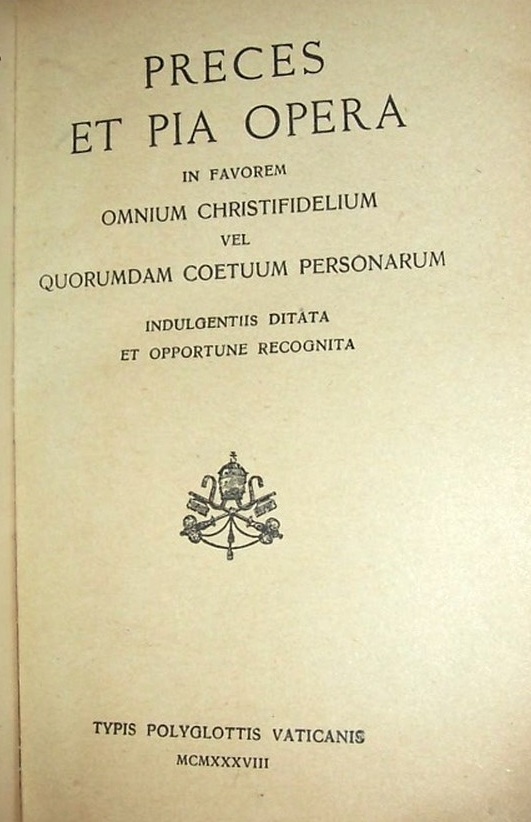 PRECES
ET PIA OPERA
IN FAVOREM
OMNIUM CHRISTIFIDELIUM
VEL
QUORUMDAM COETUUM PERSONARUM
INDULGENTIIS DITATA
ET OPPORTUNE RECOGNITA
TYPIS POLYGLOTTIS VATICANIS
MCMXXXVIII